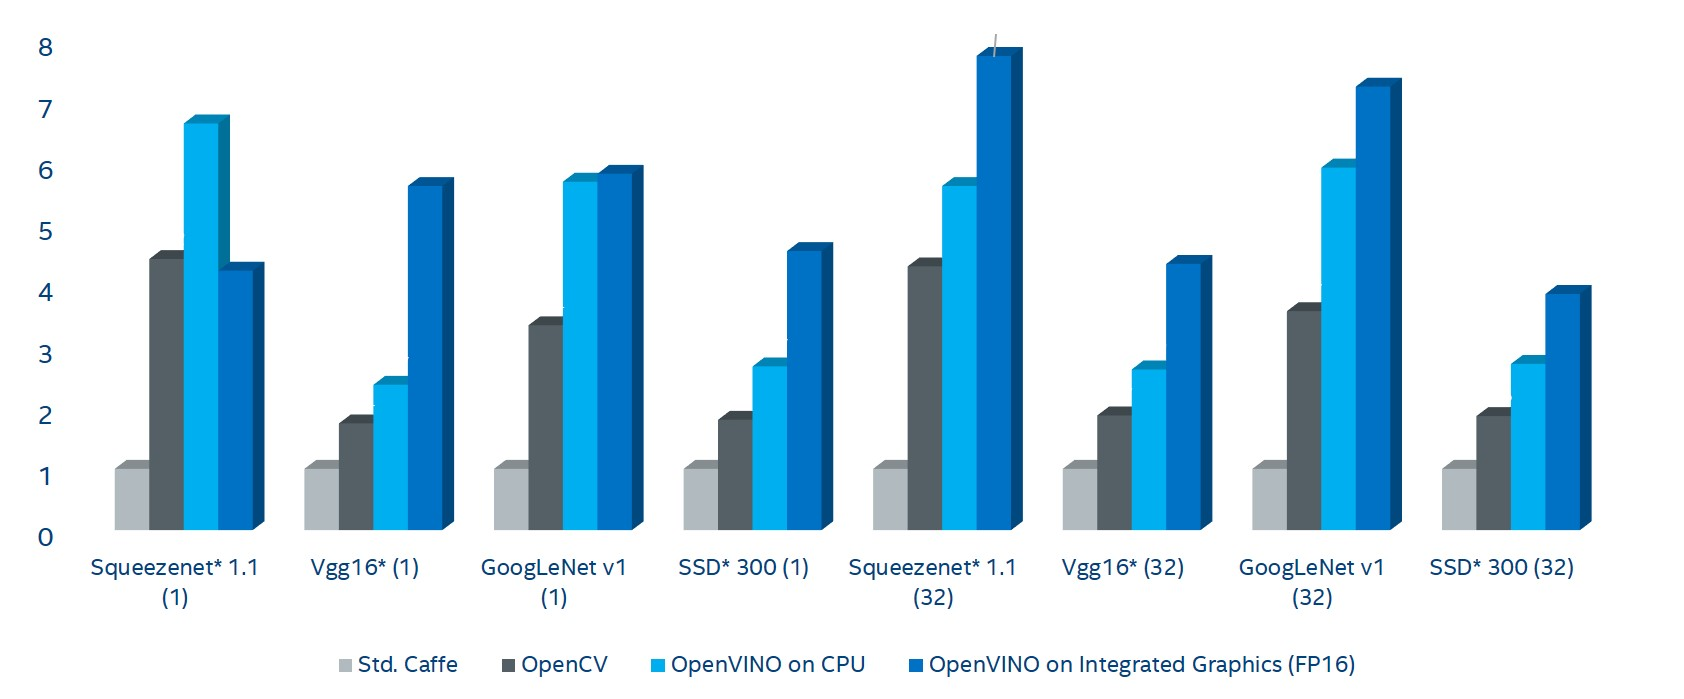 8
7
6
5
4
3
2
1
0
Squeezenet* 1.1
(1)
Vgg16* (1)
GoogLeNet v1
(1)
SSD* 300 (1)
Squeezenet* 1.1
(32)
Vgg16* (32)
GoogLeNet v1
(32)
SSD* 300 (32)
Std. Caffe
OpenCV
OpenVINO on CPU
OpenVINO on Integrated Graphics (FP16)